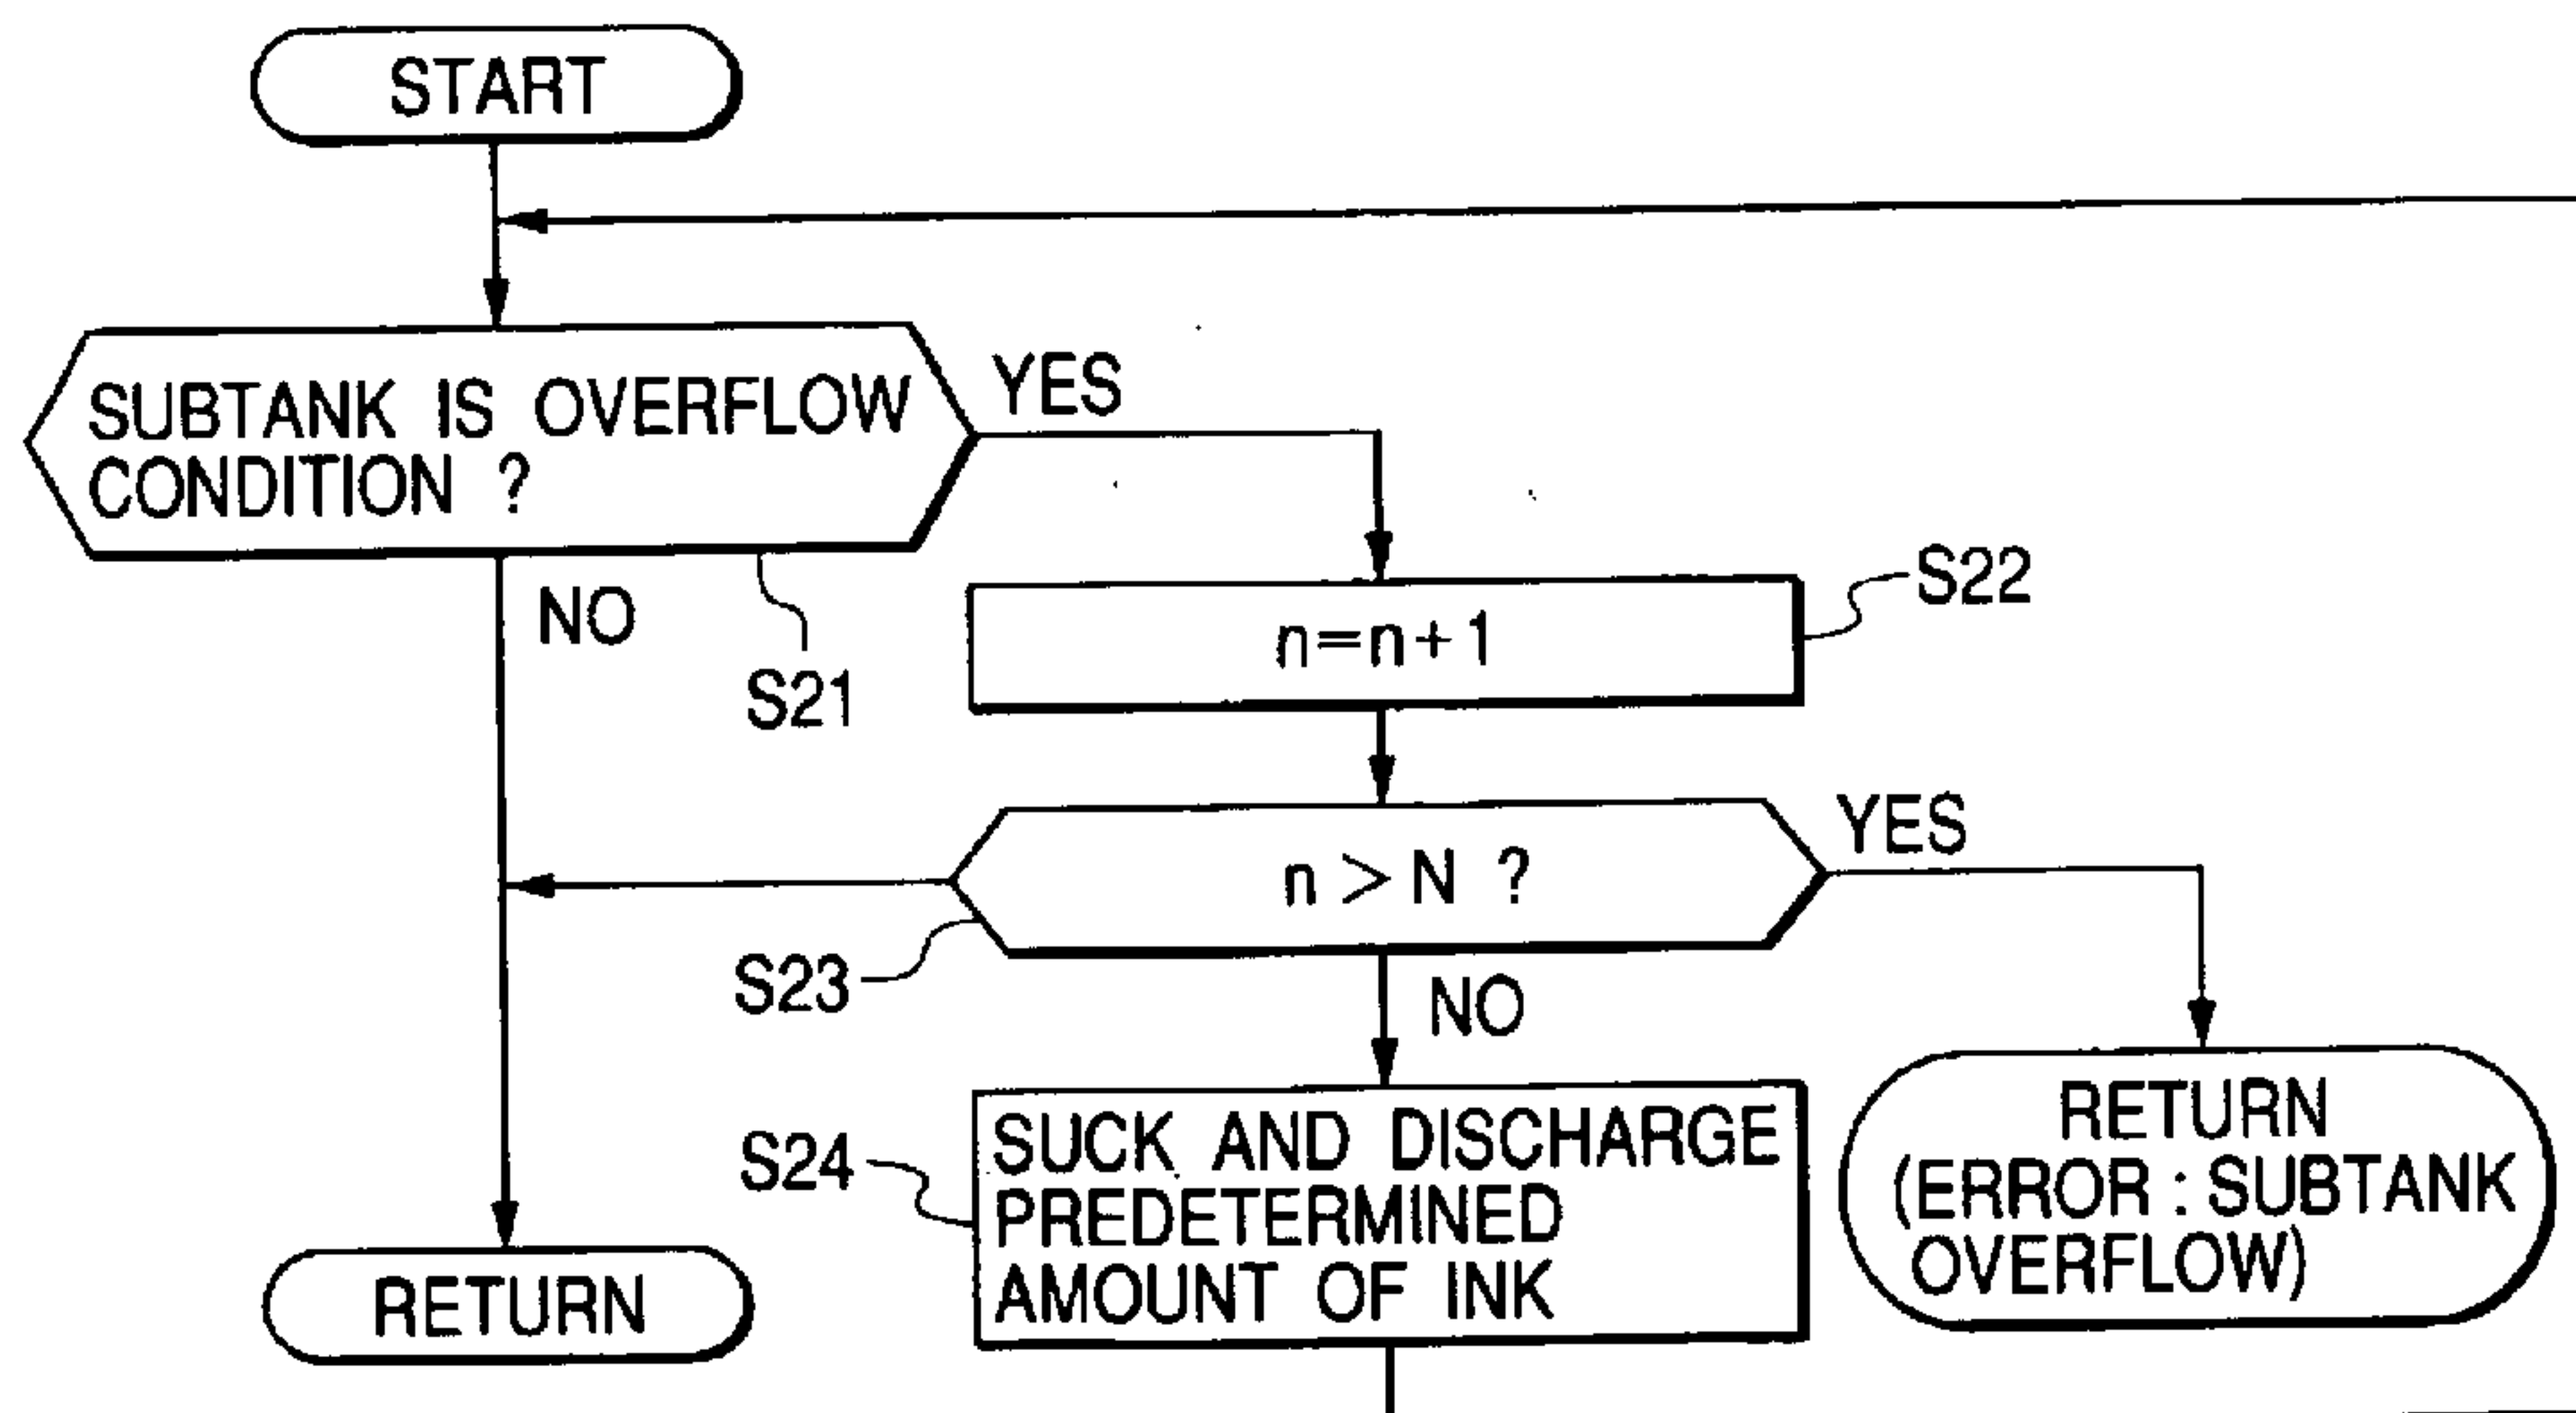 START
SUBTANK IS OVERFLOW
CONDITION ?
YES
NO
S21
S22
n=n+1
n > N ?
YES
S23
NO
S24
SUCK AND DISCHARGE
PREDETERMINED
AMOUNT OF INK
RETURN
(ERROR : SUBTANK
OVERFLOW)
RETURN